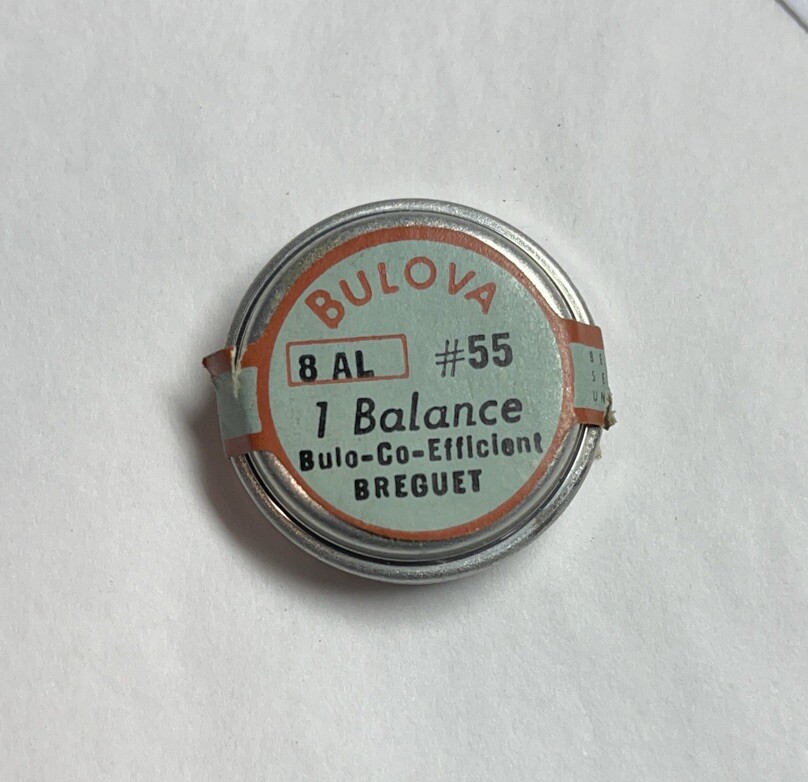 BULOVA
8 AL #55
1 Balance
Bulo-Co-Efficient
BREGUET